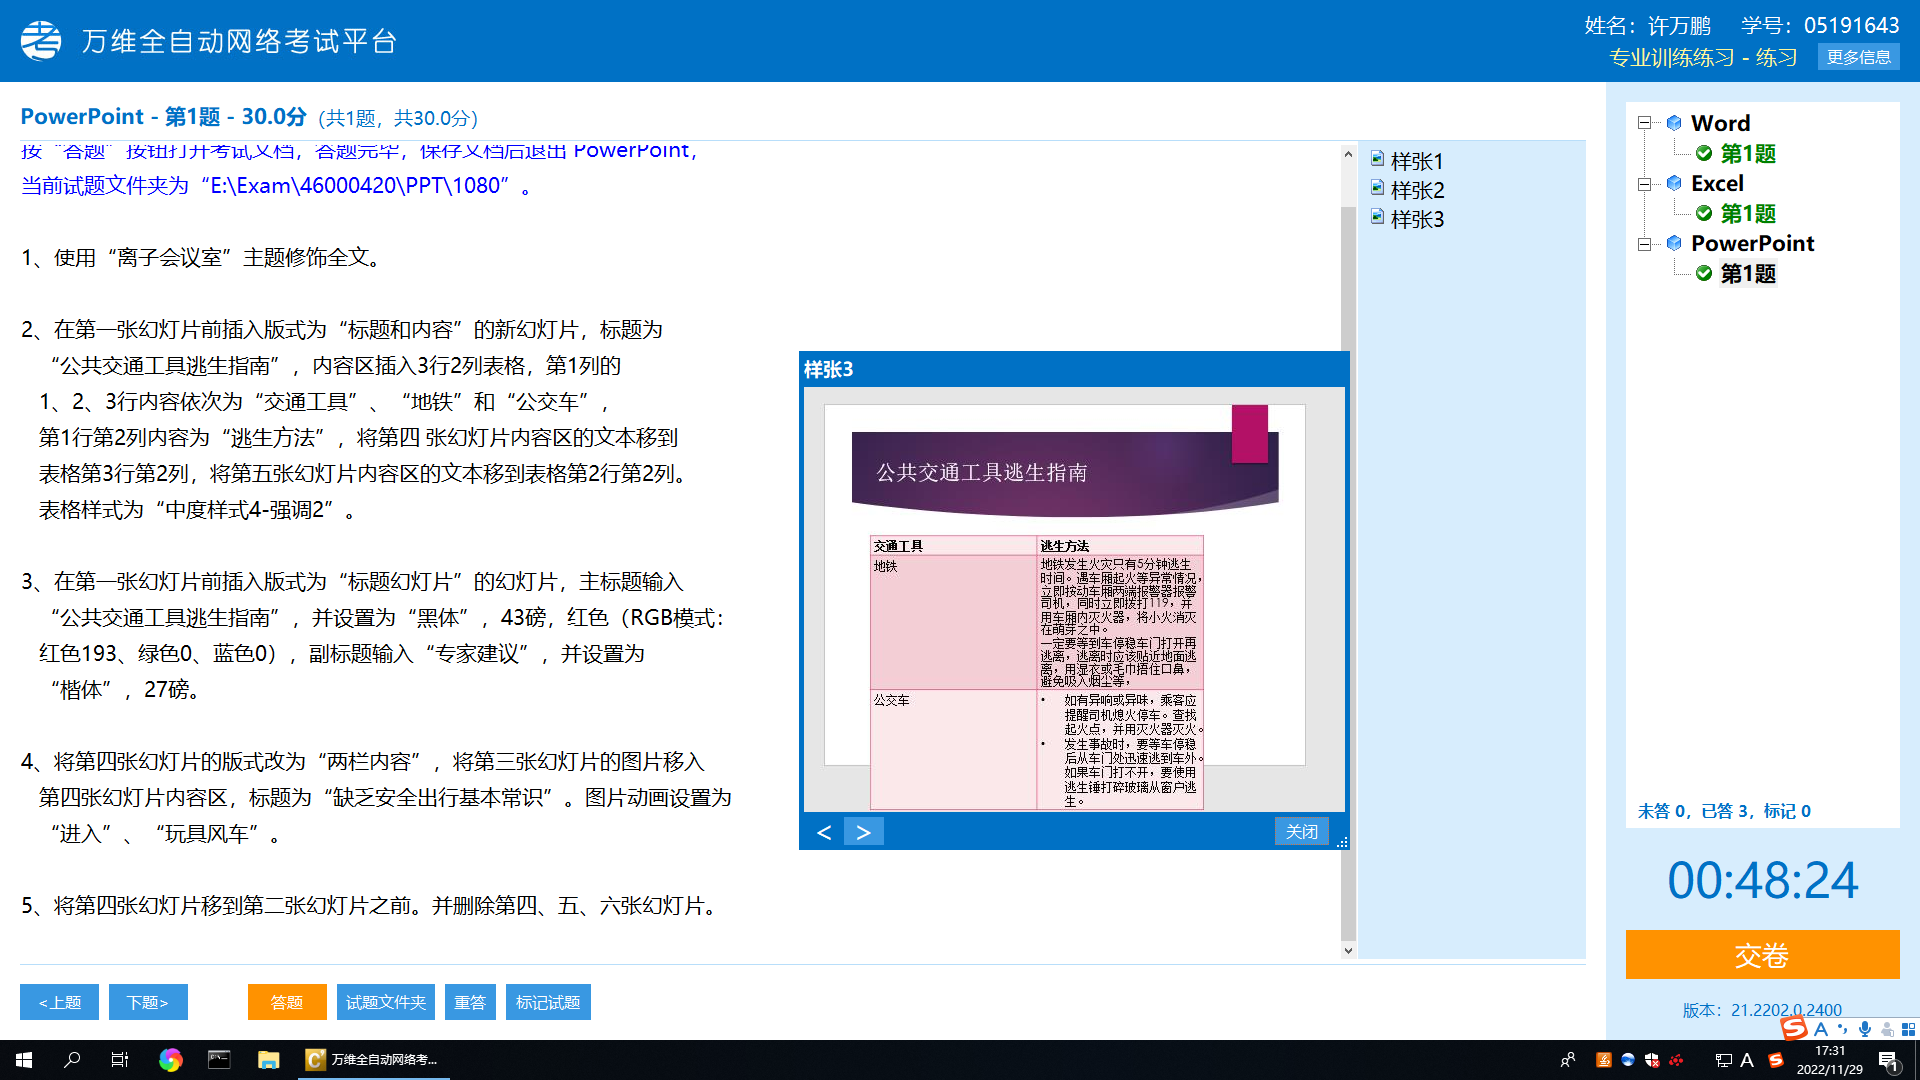 万维全自动网络考试平台
姓名：许万鹏 学号：05191643
专业训练练习 - 练习 更多信息
PowerPoint - 第1题 - 30.0分 (共1题，共30.0分)
按“答题”按钮打开考试文档，答题完毕，保存文档后退出 PowerPoint，
当前试题文件夹为“E:\Exam\46000420\PPT\1080”。
1、使用“离子会议室”主题修饰全文。
2、在第一张幻灯片前插入版式为“标题和内容”的新幻灯片，标题为
“公共交通工具逃生指南”，内容区插入3行2列表格，第1列的
1、2、3行内容依次为“交通工具”、“地铁”和“公交车”，
第1行第2列内容为“逃生方法”，将第四 张幻灯片内容区的文本移到
表格第3行第2列，将第五张幻灯片内容区的文本移到表格第2行第2列。
表格样式为“中度样式4-强调2”。
3、在第一张幻灯片前插入版式为“标题幻灯片”的幻灯片，主标题输入
“公共交通工具逃生指南”，并设置为“黑体”，43磅，红色（RGB模式：
红色193、绿色0、蓝色0），副标题输入“专家建议”，并设置为
“楷体”，27磅。
4、将第四张幻灯片的版式改为“两栏内容”，将第三张幻灯片的图片移入
第四张幻灯片内容区，标题为“缺乏安全出行基本常识”。图片动画设置为
“进入”、“玩具风车”。
5、将第四张幻灯片移到第二张幻灯片之前。并删除第四、五、六张幻灯片。
样张1
样张2
样张3
样张3
公共交通工具逃生指南
交通工具 逃生方法
地铁
地铁发生火灾只有5分钟逃生
时间。遇车厢起火等异常情况，
立即按动车厢两端报警器报警
司机，同时立即拨打119，并
用车厢内灭火器，将小火消灭
在萌芽之中。
一定要等到车停稳车门打开再
逃离，逃离时应该贴近地面逃
离，用湿衣或毛巾捂住口鼻，
避免吸入烟尘等，
公交车
• 如有异响或异味，乘客应
提醒司机熄火停车。查找
起火点，并用灭火器灭火。
• 发生事故时，要等车停稳
后从车门处迅速逃到车外。
如果车门打不开，要使用
逃生锤打碎玻璃从窗户逃
生。
< > 关闭
Word
第1题
Excel
第1题
PowerPoint
第1题
未答 0，已答 3，标记 0
00:48:24
交卷
版本：21.2202.0.2400
<上题 下题> 答题 试题文件夹 重答 标记试题
万维全自动网络考...
17:31
2022/11/29
1